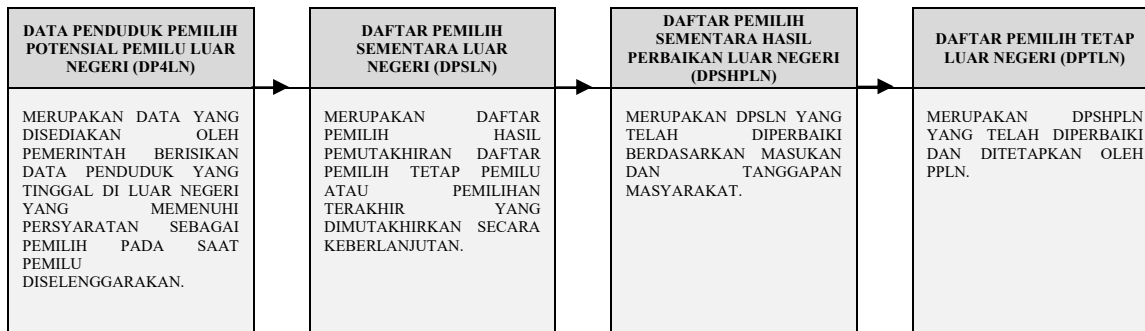 DATA PENDUDUK PEMILIH
POTENSIAL PEMILU LUAR
NEGERI (DP4LN)
MERUPAKAN DATA YANG
DISEDIAKAN OLEH
PEMERINTAH BERISIKAN
DATA PENDUDUK YANG
TINGGAL DI LUAR NEGERI
YANG MEMENUHI
PERSYARATAN SEBAGAI
PEMILIH PADA SAAT
PEMILU
DISELENGGARAKAN.
DAFTAR PEMILIH
SEMENTARA LUAR
NEGERI (DPSLN)
MERUPAKAN DAFTAR
PEMILIH HASIL
PEMUTAKHIRAN DAFTAR
PEMILIH TETAP PEMILU
ATAU PEMILIHAN
TERAKHIR YANG
DIMUTAKHIRKAN SECARA
KEBERLANJUTAN.
DAFTAR PEMILIH
SEMENTARA HASIL
PERBAIKAN LUAR NEGERI
(DPSHPLN)
MERUPAKAN DPSLN YANG
TELAH DIPERBAIKI
BERDASARKAN MASUKAN
DAN TANGGAPAN
MASYARAKAT.
DAFTAR PEMILIH TETAP
LUAR NEGERI (DPTLN)
MERUPAKAN DPSHPLN
YANG TELAH DIPERBAIKI
DAN DITETAPKAN OLEH
PPLN.